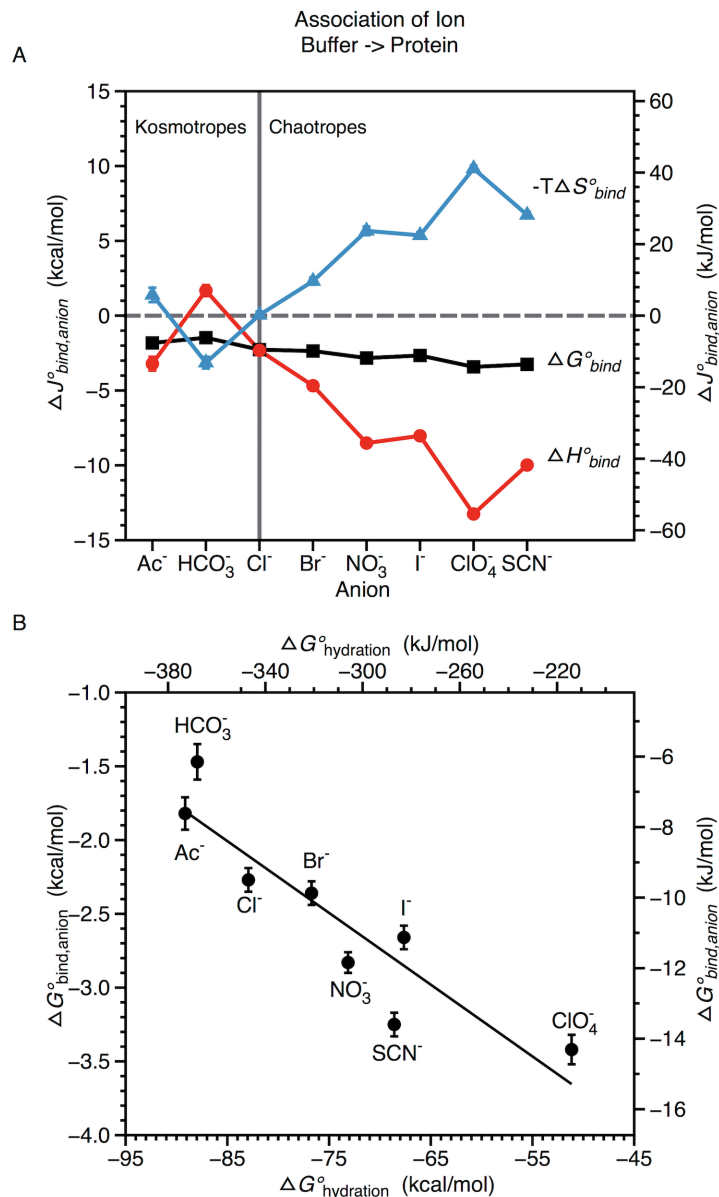 Association of Ion
Buffer -> Protein
A
Kosmotropes
Chaotropes
15
10
5
0
−5
−10
−15
60
40
20
0
−20
−40
−60
ΔJ°bind,anion (kcal/mol)
ΔJ°bind,anion (kJ/mol)
-TΔS°bind
ΔG°bind
ΔH°bind
Ac⁻ HCO₃⁻ Cl⁻ Br⁻ NO₃⁻ I⁻ ClO₄⁻ SCN⁻
Anion
B
ΔG°hydration (kJ/mol)
−380 −340 −300 −260 −220
−1.0
−1.5
−2.0
−2.5
−3.0
−3.5
−4.0
−6
−8
−10
−12
−14
−16
ΔG°bind,anion (kcal/mol)
ΔG°bind,anion (kJ/mol)
HCO₃⁻
Ac⁻
Cl⁻
Br⁻
NO₃⁻
I⁻
SCN⁻
ClO₄⁻
−95 −85 −75 −65 −55 −45
ΔG°hydration (kcal/mol)